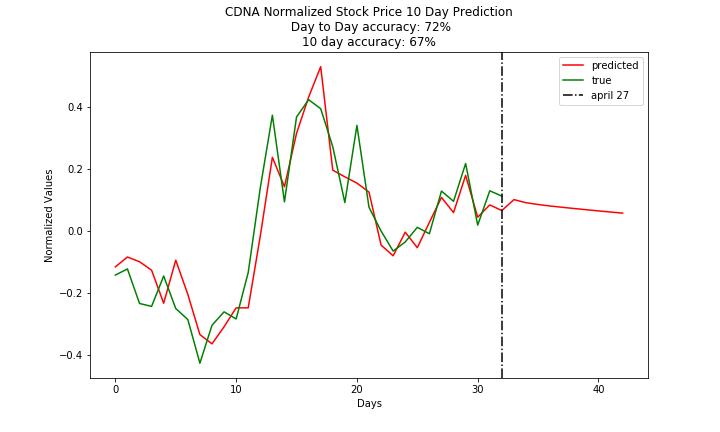 CDNA Normalized Stock Price 10 Day Prediction
Day to Day accuracy: 72%
10 day accuracy: 67%
predicted
true
april 27
Normalized Values
0.4
0.2
0.0
−0.2
−0.4
0 10 20 30 40
Days